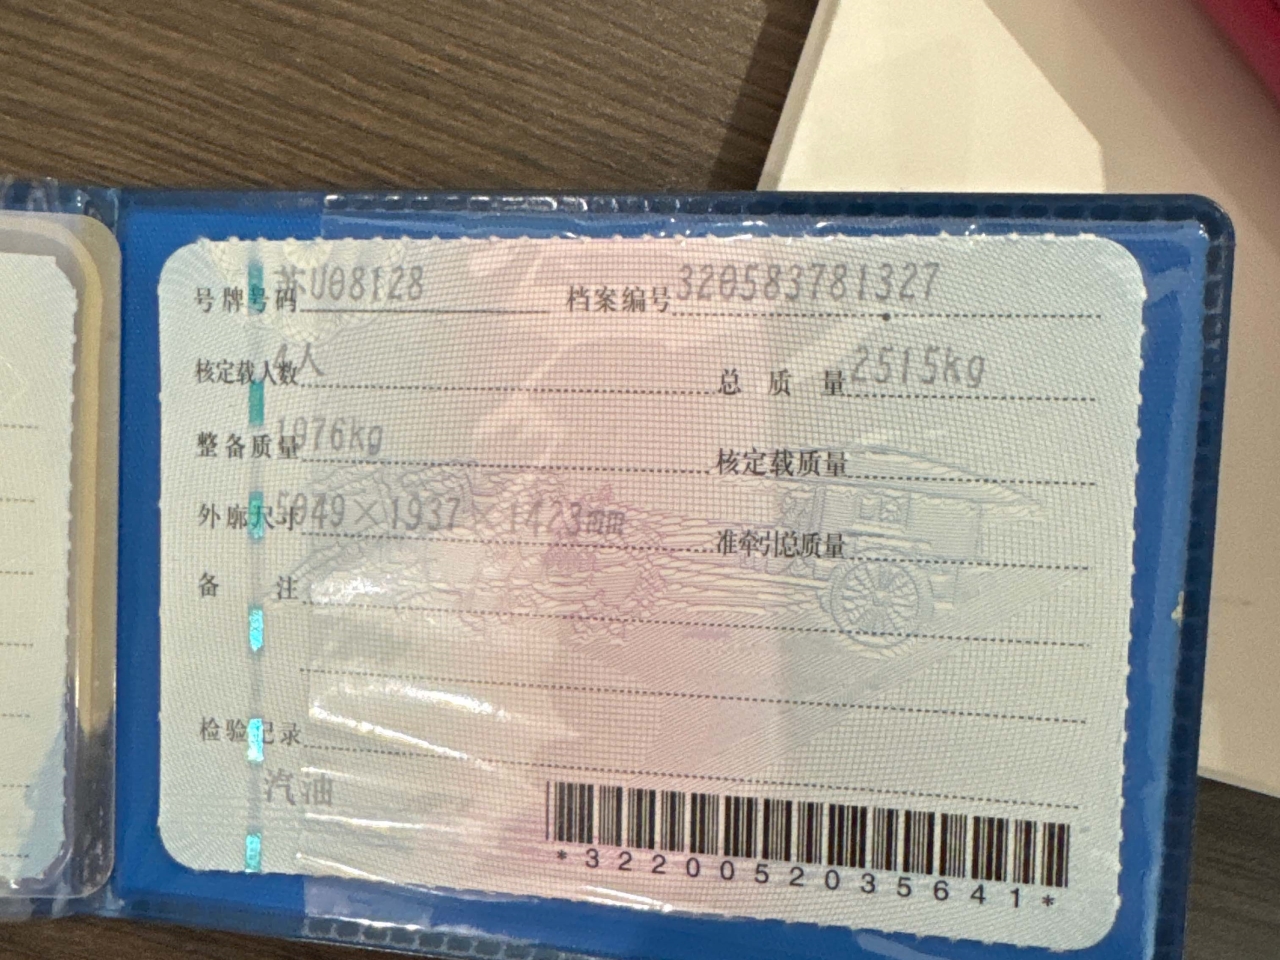 号牌号码 苏U08128 档案编号 320583781327
核定载人数 4人 总质量 2515kg
整备质量 1976kg 核定载质量
外廓尺寸 5049×1937×1423mm 准牵引总质量
备注
检验记录
汽油
*3220052035641*